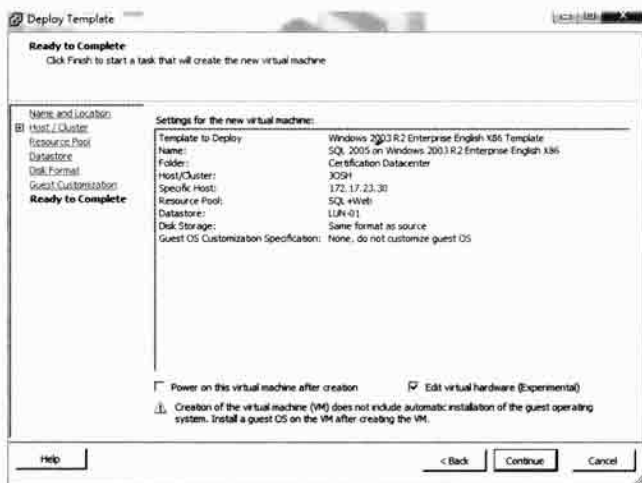 Deploy Template
Ready to Complete
Click Finish to start a task that will create the new virtual machine
Name and Location
Host / Cluster
Resource Pool
Datastore
Disk Format
Guest Customization
Ready to Complete
Settings for the new virtual machine:
Template to Deploy Windows 2003 R2 Enterprise English X86 Template
Name: SQL 2005 on Windows 2003 R2 Enterprise English X86
Folder: Certification Datacenter
Host/Cluster: JOSH
Specific Host: 172.17.23.30
Resource Pool: SQL+Web
Datastore: LUN-01
Disk Storage: Same format as source
Guest OS Customization Specification: None, do not customize guest OS
Power on this virtual machine after creation
Edit virtual hardware (Experimental)
Creation of the virtual machine (VM) does not include automatic installation of the guest operating
system. Install a guest OS on the VM after creating the VM.
Help
< Back
Continue
Cancel